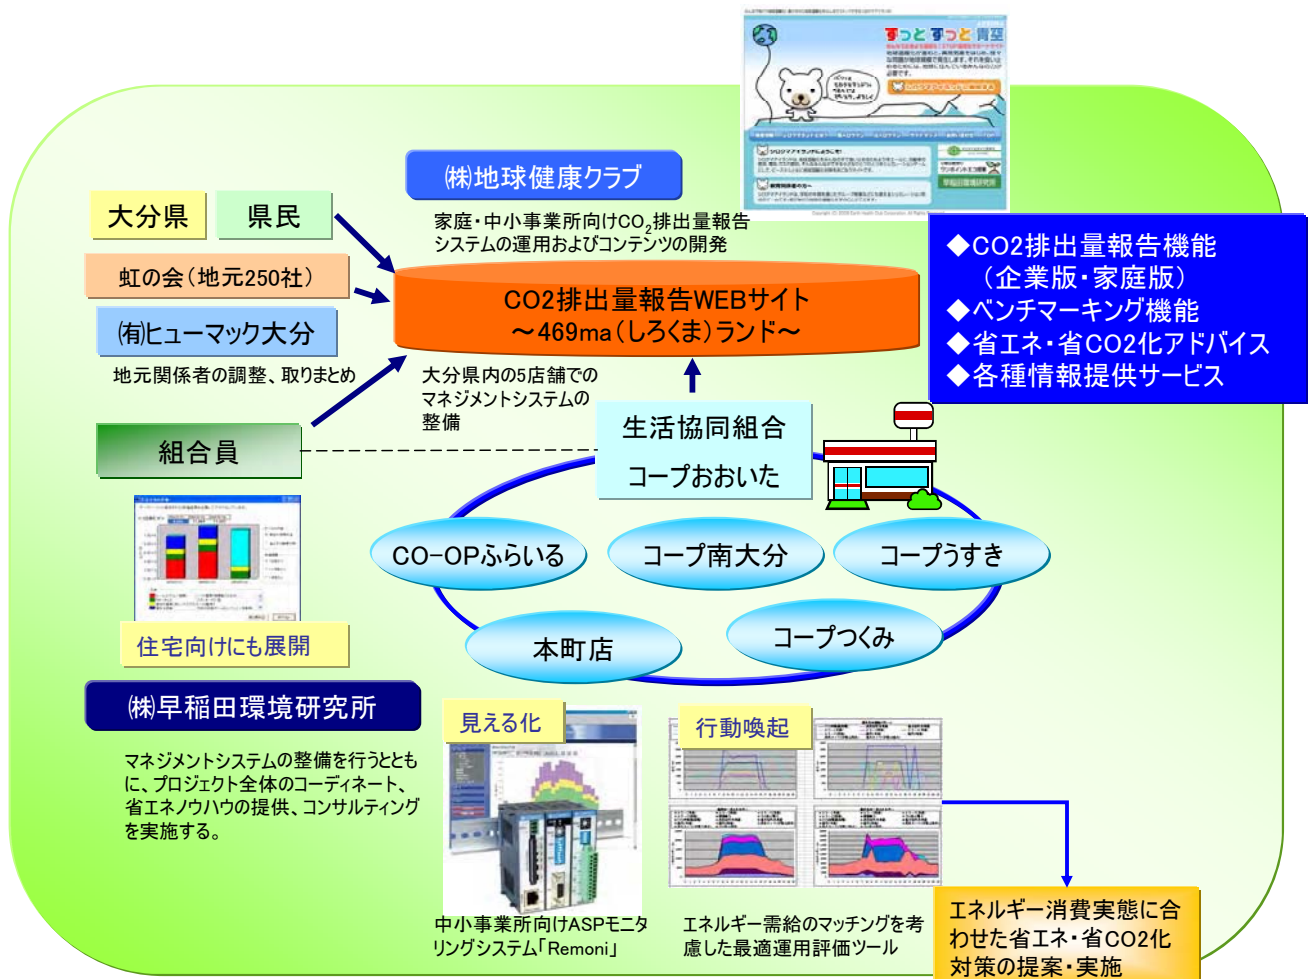 ずっと ずっと 青空
㈱地球健康クラブ
家庭・中小事業所向けCO₂排出量報告
システムの運用およびコンテンツの開発
大分県
県民
虹の会（地元250社）
㈲ヒューマック大分
地元関係者の調整、取りまとめ
CO2排出量報告WEBサイト
～469ma（しろくま）ランド～
◆CO2排出量報告機能
（企業版・家庭版）
◆ベンチマーキング機能
◆省エネ・省CO2化アドバイス
◆各種情報提供サービス
大分県内の5店舗での
マネジメントシステムの
整備
組合員
生活協同組合
コープおおいた
CO-OPふらいる
コープ南大分
コープうすき
本町店
コープつくみ
住宅向けにも展開
㈱早稲田環境研究所
マネジメントシステムの整備を行うととも
に、プロジェクト全体のコーディネート、
省エネノウハウの提供、コンサルティング
を実施する。
見える化
行動喚起
中小事業所向けASPモニタ
リングシステム「Remoni」
エネルギー需給のマッチングを考
慮した最適運用評価ツール
エネルギー消費実態に合
わせた省エネ・省CO2化
対策の提案・実施